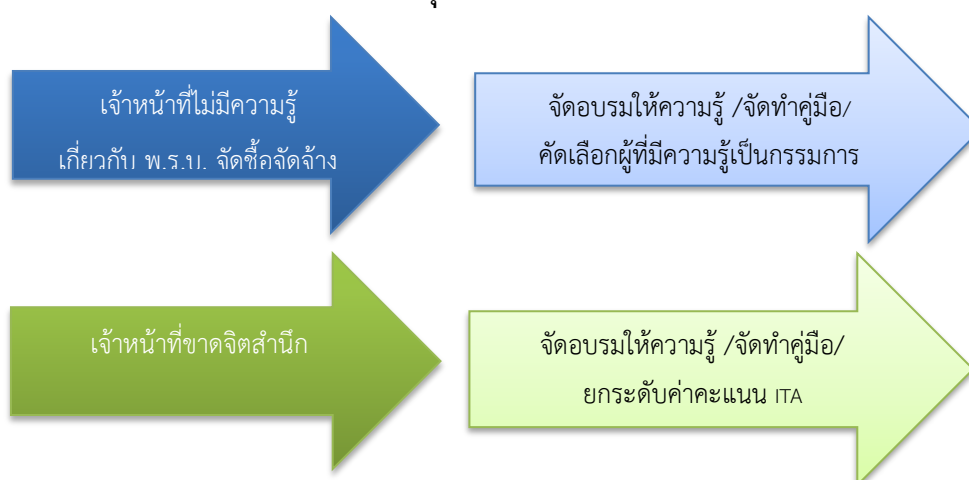 เจ้าหน้าที่ไม่มีความรู้
เกี่ยวกับ พ.ร.บ. จัดซื้อจัดจ้าง
จัดอบรมให้ความรู้ /จัดทำคู่มือ/
คัดเลือกผู้ที่มีความรู้เป็นกรรมการ
เจ้าหน้าที่ขาดจิตสำนึก
จัดอบรมให้ความรู้ /จัดทำคู่มือ/
ยกระดับค่าคะแนน ITA